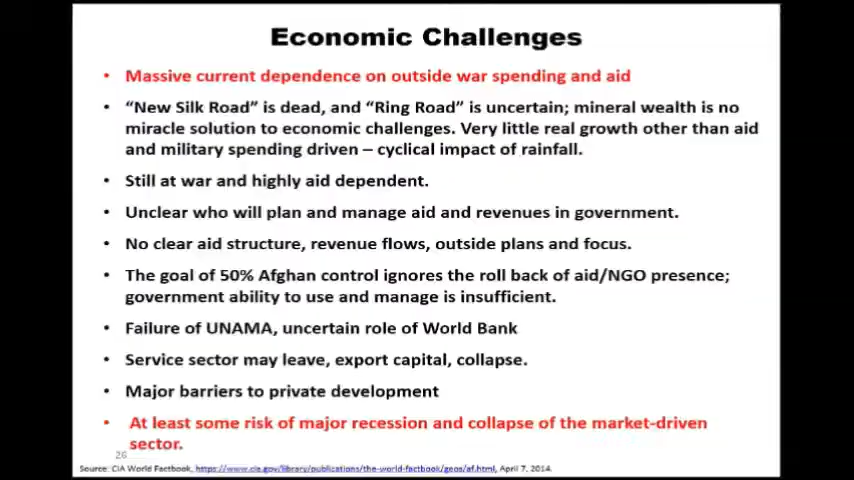 Economic Challenges
• Massive current dependence on outside war spending and aid
• “New Silk Road” is dead, and “Ring Road” is uncertain; mineral wealth is no
miracle solution to economic challenges. Very little real growth other than aid
and military spending driven – cyclical impact of rainfall.
• Still at war and highly aid dependent.
• Unclear who will plan and manage aid and revenues in government.
• No clear aid structure, revenue flows, outside plans and focus.
• The goal of 50% Afghan control ignores the roll back of aid/NGO presence;
government ability to use and manage is insufficient.
• Failure of UNAMA, uncertain role of World Bank
• Service sector may leave, export capital, collapse.
• Major barriers to private development
• At least some risk of major recession and collapse of the market-driven
sector.
26
Source: CIA World Factbook, https://www.cia.gov/library/publications/the-world-factbook/geos/af.html, April 7, 2014.